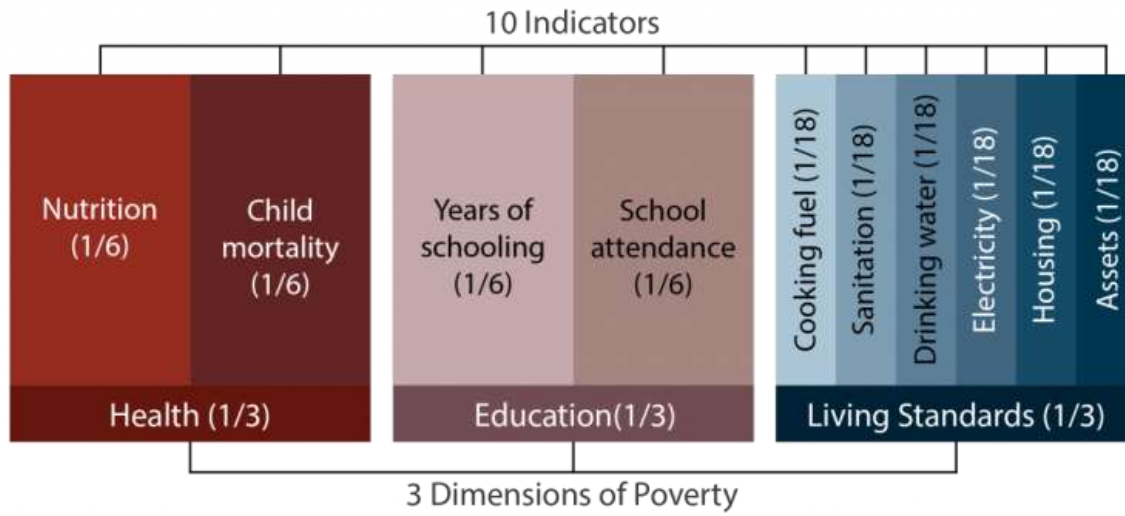 10 Indicators
Nutrition
(1/6)
Child
mortality
(1/6)
Years of
schooling
(1/6)
School
attendance
(1/6)
Cooking fuel (1/18)
Sanitation (1/18)
Drinking water (1/18)
Electricity (1/18)
Housing (1/18)
Assets (1/18)
Health (1/3)
Education(1/3)
Living Standards (1/3)
3 Dimensions of Poverty